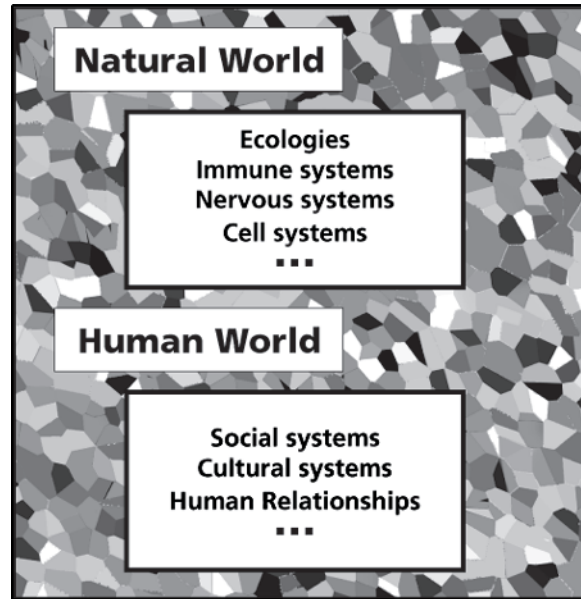 Natural World
Ecologies
Immune systems
Nervous systems
Cell systems
...
Human World
Social systems
Cultural systems
Human Relationships
...